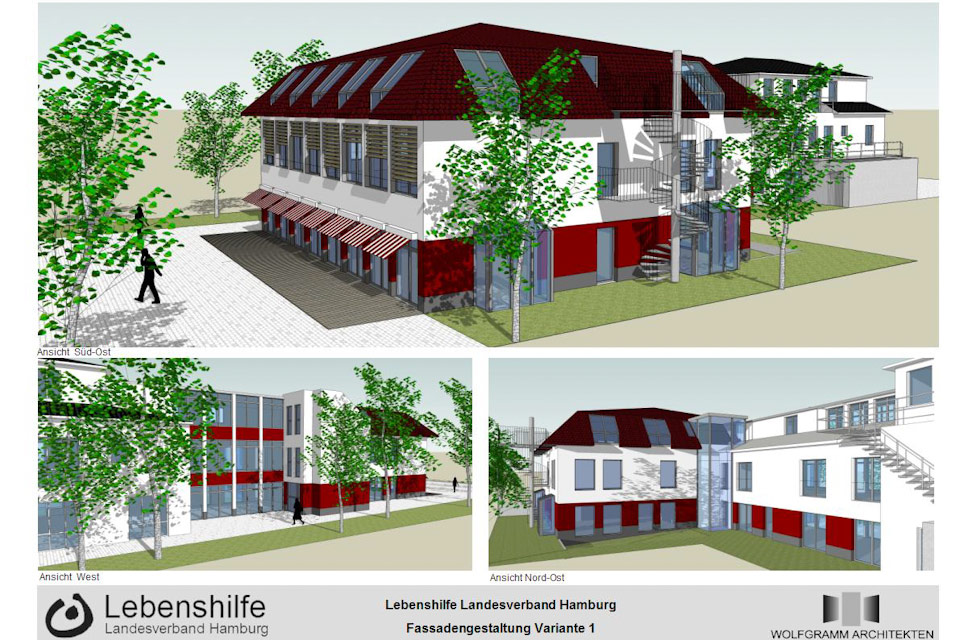 Ansicht Süd-Ost
Ansicht West
Ansicht Nord-Ost
Lebenshilfe
Landesverband Hamburg
Lebenshilfe Landesverband Hamburg
Fassadengestaltung Variante 1
WOLFGRAMM ARCHITEKTEN